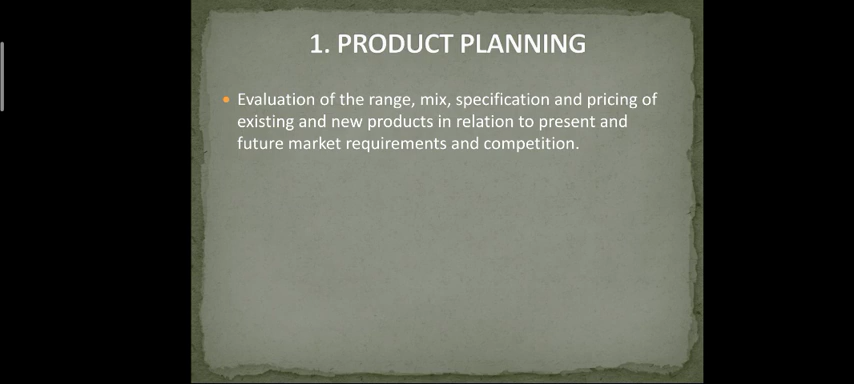 1. PRODUCT PLANNING
• Evaluation of the range, mix, specification and pricing of
existing and new products in relation to present and
future market requirements and competition.